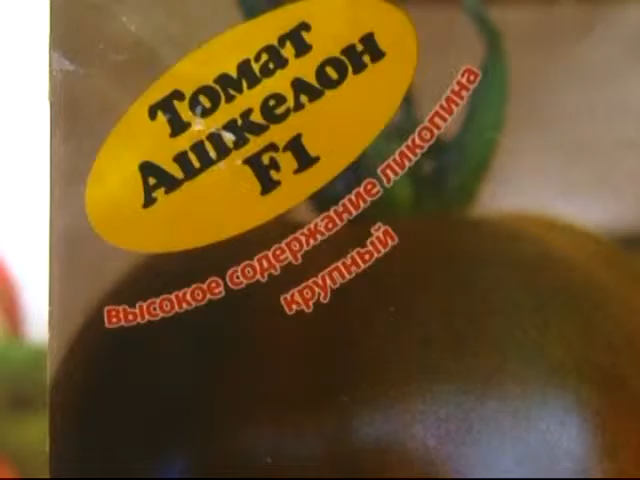 Томат
Ашкелон
F1
высокое содержание ликопина
крупный